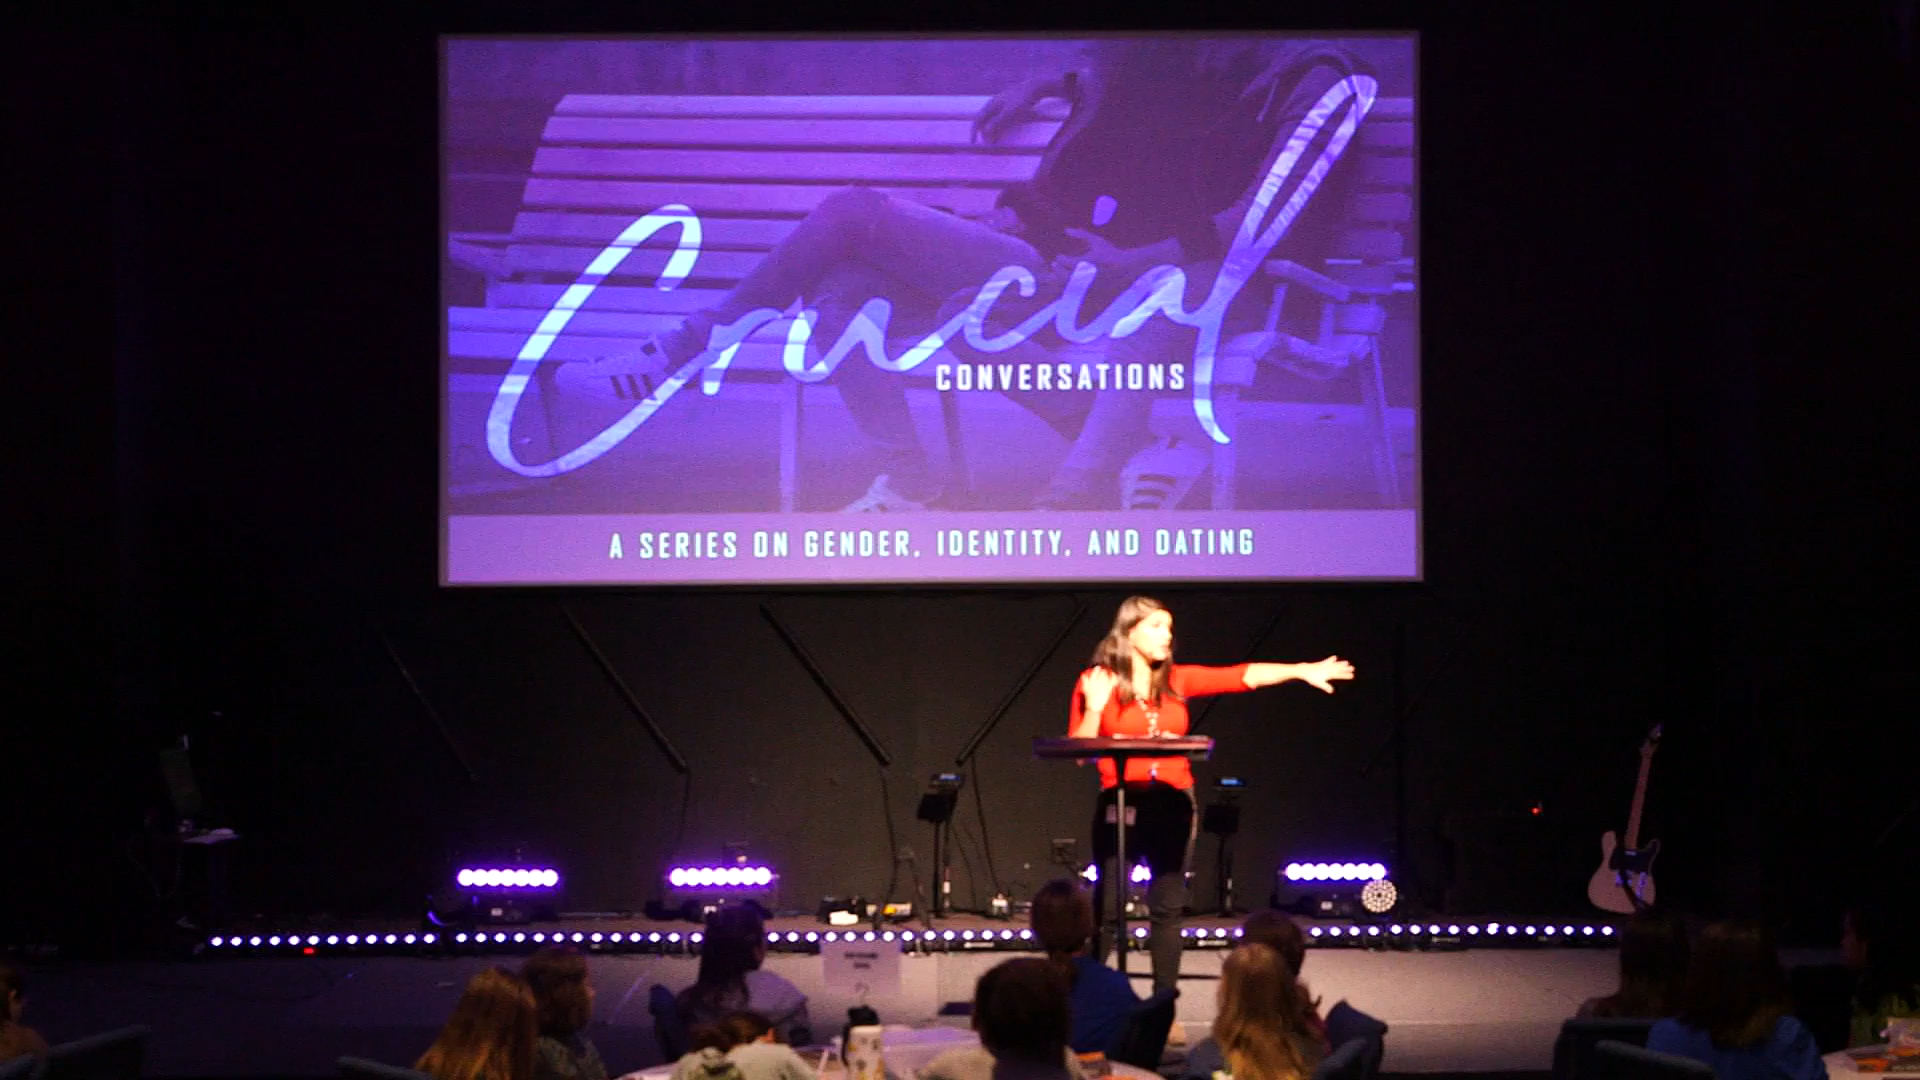 Crucial
CONVERSATIONS
A SERIES ON GENDER, IDENTITY, AND DATING